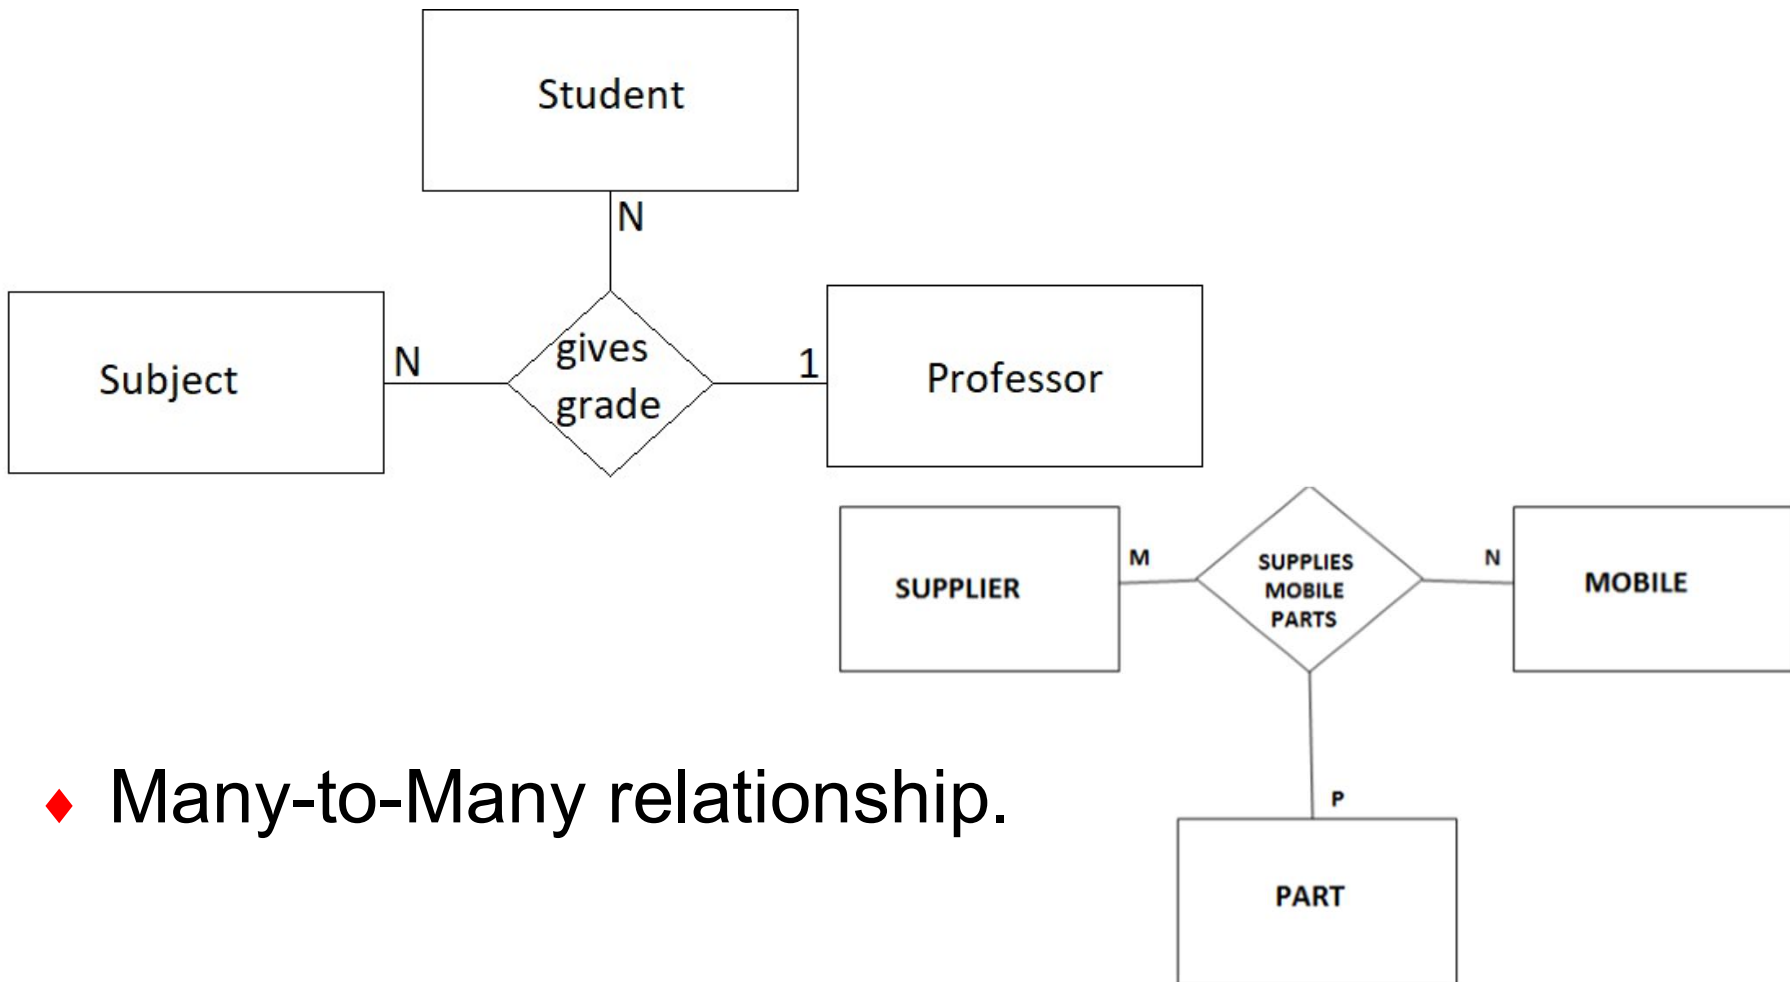 Student
N
Subject
N
gives
grade
1
Professor
SUPPLIER
M
SUPPLIES
MOBILE
PARTS
N
MOBILE
♦ Many-to-Many relationship.
P
PART